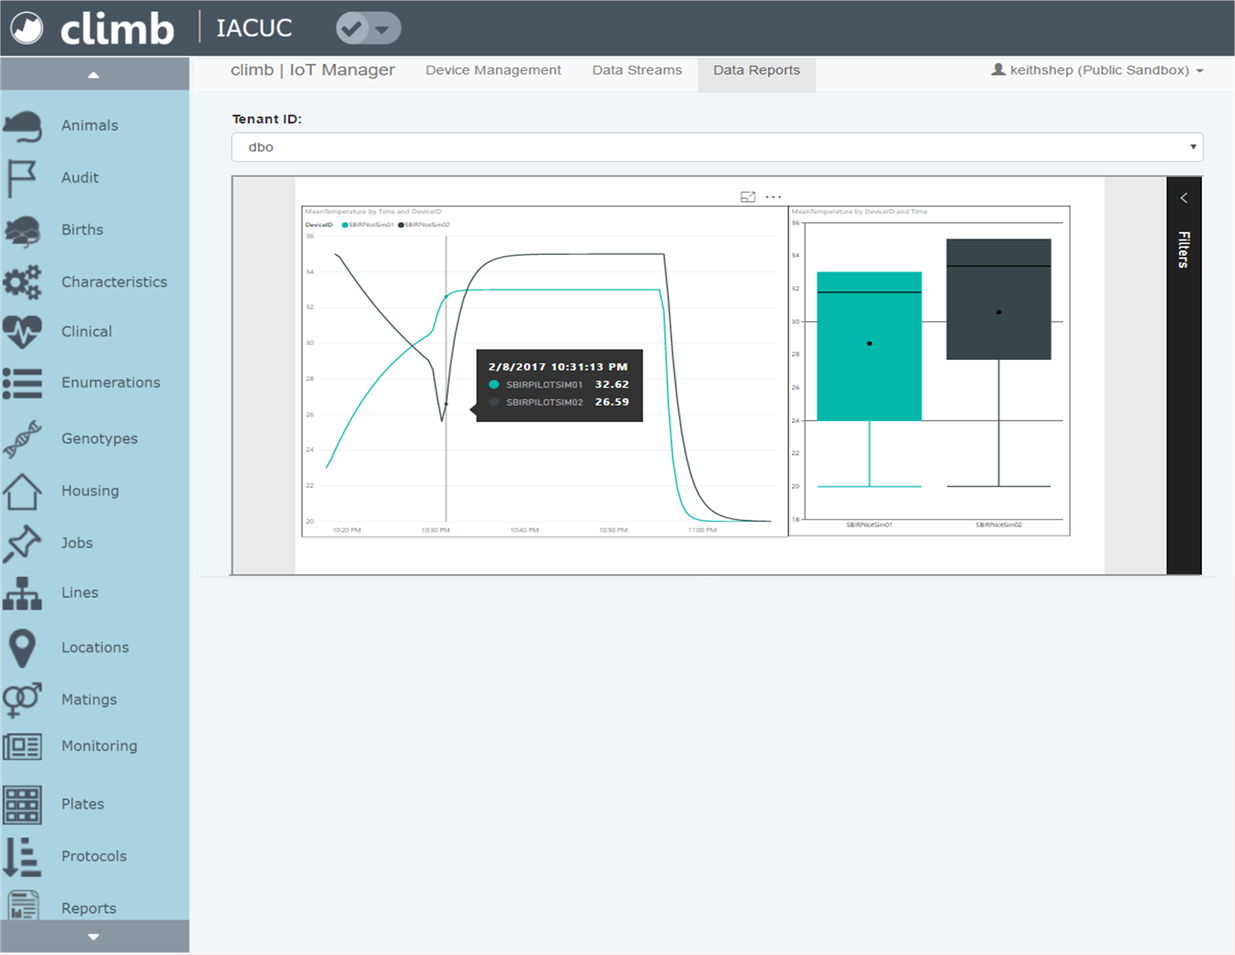 climb IACUC
climb | IoT Manager Device Management Data Streams Data Reports keithshep (Public Sandbox)
Animals
Audit
Births
Characteristics
Clinical
Enumerations
Genotypes
Housing
Jobs
Lines
Locations
Matings
Monitoring
Plates
Protocols
Reports
Tenant ID:
dbo
MeanTemperature by Time and DeviceID
DeviceID SBIRPilotSim01 SBIRPilotSim02
36
34
32
30
28
26
24
22
20
10:20 PM 10:30 PM 10:40 PM 10:50 PM 11:00 PM
2/8/2017 10:31:13 PM
SBIRPILOTSIM01 32.62
SBIRPILOTSIM02 26.59
MeanTemperature by DeviceID and Time
36
34
32
30
28
26
24
22
20
18
SBIRPilotSim01 SBIRPilotSim02
Filters